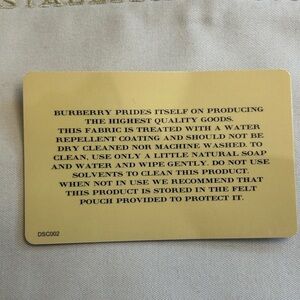 BURBERRY PRIDES ITSELF ON PRODUCING
THE HIGHEST QUALITY GOODS.
THIS FABRIC IS TREATED WITH A WATER
REPELLENT COATING AND SHOULD NOT BE
DRY CLEANED NOR MACHINE WASHED. TO
CLEAN, USE ONLY A LITTLE NATURAL SOAP
AND WATER AND WIPE GENTLY. DO NOT USE
SOLVENTS TO CLEAN THIS PRODUCT.
WHEN NOT IN USE WE RECOMMEND THAT
THIS PRODUCT IS STORED IN THE FELT
POUCH PROVIDED TO PROTECT IT.
DSC002